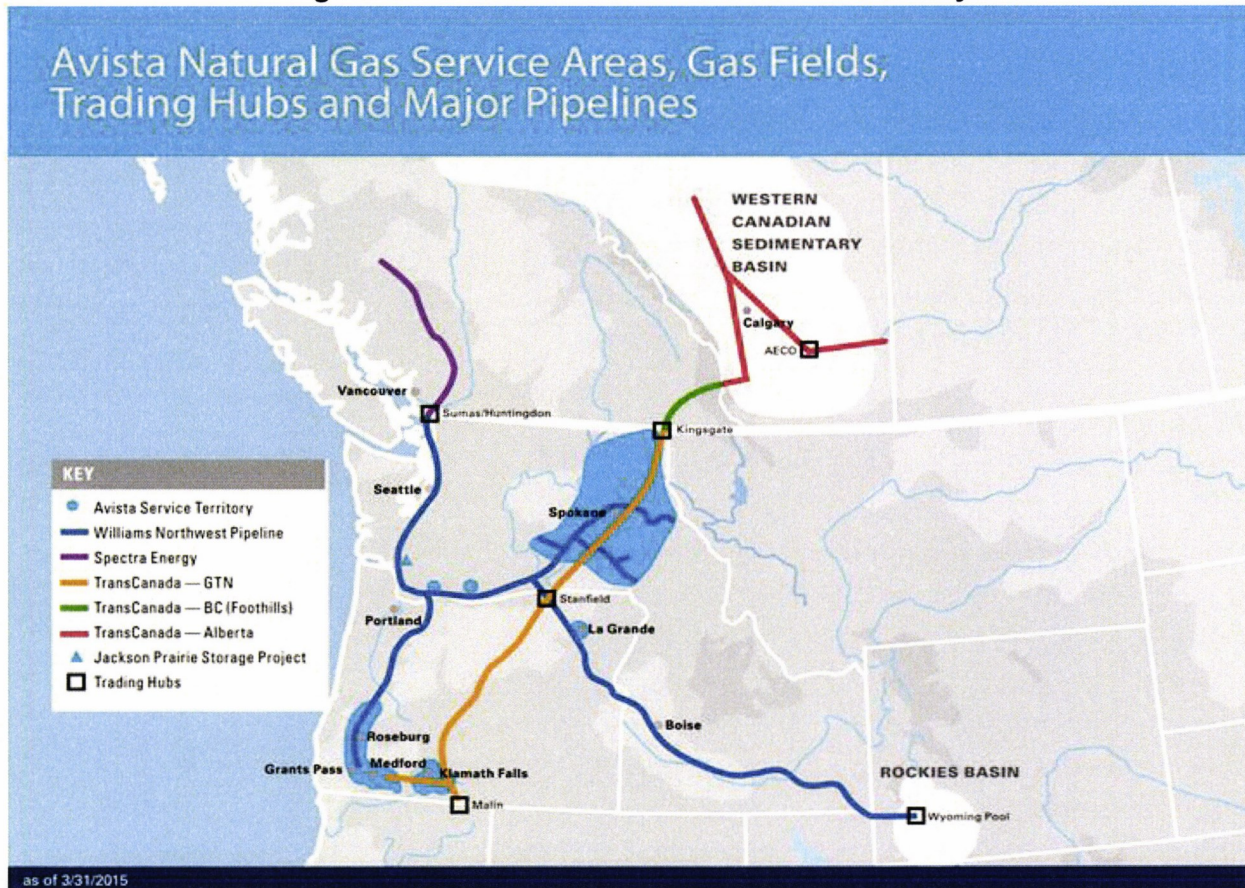 Avista Natural Gas Service Areas, Gas Fields,
Trading Hubs and Major Pipelines
WESTERN
CANADIAN
SEDIMENTARY
BASIN
Calgary
AECO
Vancouver
Sumas/Huntingdon
Kingsgate
KEY
Avista Service Territory
Williams Northwest Pipeline
Spectra Energy
TransCanada — GTN
TransCanada — BC (Foothills)
TransCanada — Alberta
Jackson Prairie Storage Project
Trading Hubs
Seattle
Spokane
Stanfield
Portland
La Grande
Boise
Roseburg
Medford
Grants Pass
Klamath Falls
Malin
ROCKIES BASIN
Wyoming Pool
as of 3/31/2015